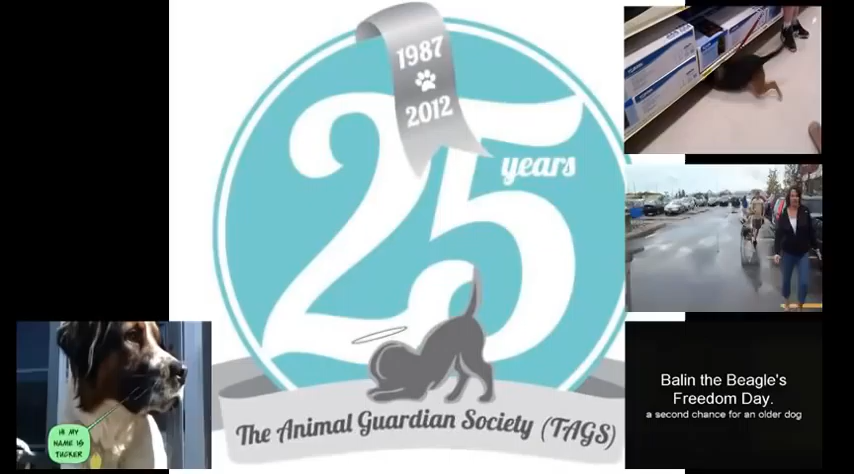 1987
2012
25
years
The Animal Guardian Society (TAGS)
HI MY
NAME IS
TUCKER
Balin the Beagle's
Freedom Day.
a second chance for an older dog